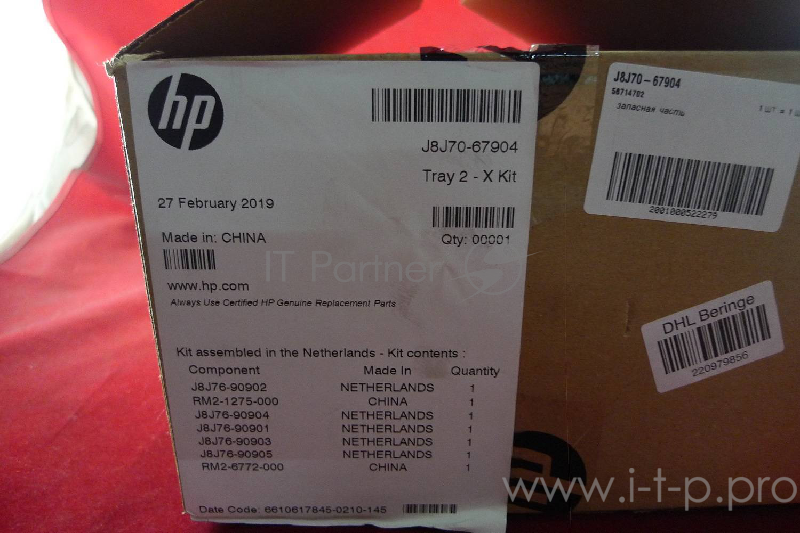 hp
J8J70-67904
Tray 2 - X Kit
27 February 2019
Made in: CHINA
Qty: 00001
www.hp.com
Always Use Certified HP Genuine Replacement Parts.
Kit assembled in the Netherlands - Kit contents :
Component Made In Quantity
J8J76-90902 NETHERLANDS 1
RM2-1275-000 CHINA 1
J8J76-90904 NETHERLANDS 1
J8J76-90901 NETHERLANDS 1
J8J76-90903 NETHERLANDS 1
J8J76-90905 NETHERLANDS 1
RM2-6772-000 CHINA 1
Date Code: 6610617845-0210-145
J8J70-67904
58714702
запасная часть 1 шт = 1
2001000522279
DHL Beringe
220979856
IT Partner
www.i-t-p.pro